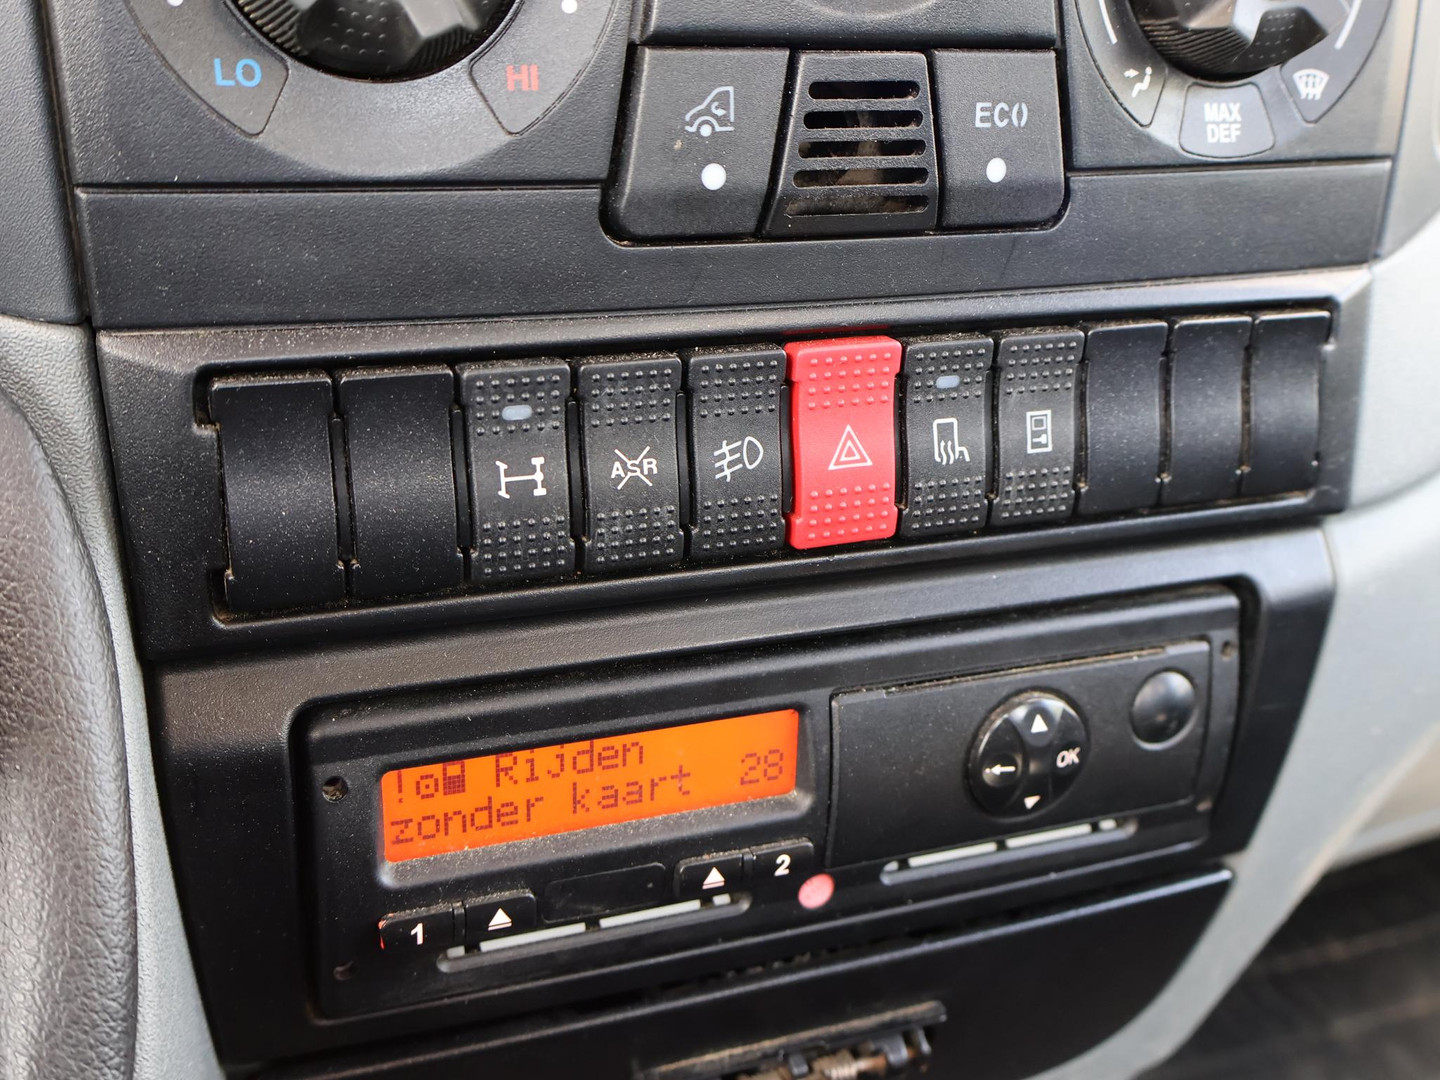 LO
HI
ECO
MAX
DEF
ASR
! Rijden
zonder kaart 28
OK
1
2